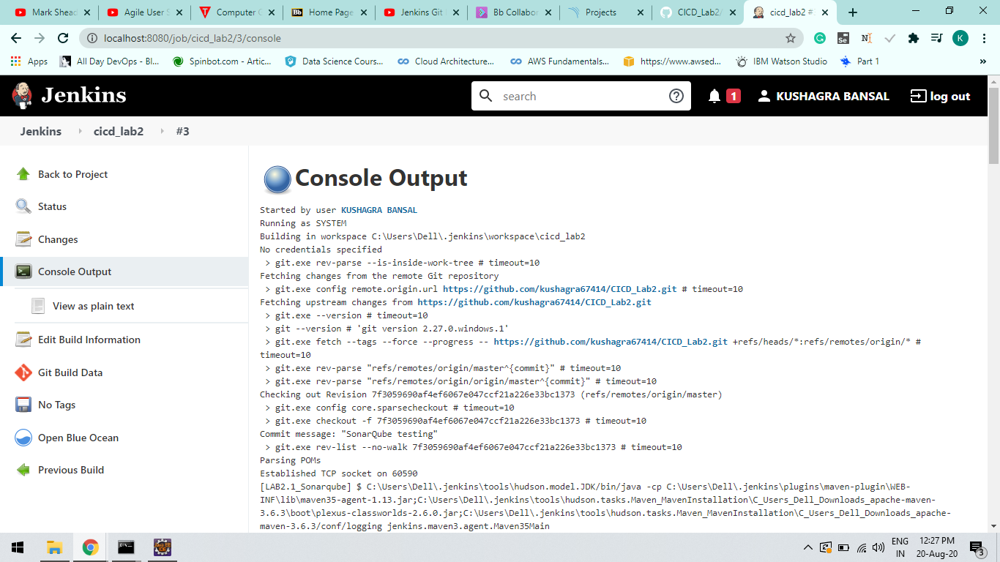 Mark Shead
Agile User S
Computer G
Home Page
Jenkins Git
Bb Collabor
Projects
CICD_Lab2/
cicd_lab2 #
localhost:8080/job/cicd_lab2/3/console
Apps
All Day DevOps - Bl...
Spinbot.com - Artic...
Data Science Cours...
Cloud Architecture...
AWS Fundamentals...
https://www.awsed...
IBM Watson Studio
Part 1
»
Jenkins
search
1
KUSHAGRA BANSAL
log out
Jenkins
cicd_lab2
#3
Back to Project
Status
Changes
Console Output
View as plain text
Edit Build Information
Git Build Data
No Tags
Open Blue Ocean
Previous Build
Console Output
Started by user KUSHAGRA BANSAL
Running as SYSTEM
Building in workspace C:\Users\Dell\.jenkins\workspace\cicd_lab2
No credentials specified
> git.exe rev-parse --is-inside-work-tree # timeout=10
Fetching changes from the remote Git repository
> git.exe config remote.origin.url https://github.com/kushagra67414/CICD_Lab2.git # timeout=10
Fetching upstream changes from https://github.com/kushagra67414/CICD_Lab2.git
> git.exe --version # timeout=10
> git --version # 'git version 2.27.0.windows.1'
> git.exe fetch --tags --force --progress -- https://github.com/kushagra67414/CICD_Lab2.git +refs/heads/*:refs/remotes/origin/* #
timeout=10
> git.exe rev-parse "refs/remotes/origin/master^{commit}" # timeout=10
> git.exe rev-parse "refs/remotes/origin/origin/master^{commit}" # timeout=10
Checking out Revision 7f3059690af4ef6067e047ccf21a226e33bc1373 (refs/remotes/origin/master)
> git.exe config core.sparsecheckout # timeout=10
> git.exe checkout -f 7f3059690af4ef6067e047ccf21a226e33bc1373 # timeout=10
Commit message: "SonarQube testing"
> git.exe rev-list --no-walk 7f3059690af4ef6067e047ccf21a226e33bc1373 # timeout=10
Parsing POMs
Established TCP socket on 60590
[LAB2.1_Sonarqube] $ C:\Users\Dell\.jenkins\tools\hudson.model.JDK/bin/java -cp C:\Users\Dell\.jenkins\plugins\maven-plugin\WEB-
INF\lib\maven35-agent-1.13.jar;C:\Users\Dell\.jenkins\tools\hudson.tasks.Maven_MavenInstallation\C_Users_Dell_Downloads_apache-maven-
3.6.3\boot\plexus-classworlds-2.6.0.jar;C:\Users\Dell\.jenkins\tools\hudson.tasks.Maven_MavenInstallation\C_Users_Dell_Downloads_apache-
maven-3.6.3/conf/logging jenkins.maven3.agent.Maven35Main
ENG
IN
12:27 PM
20-Aug-20
3